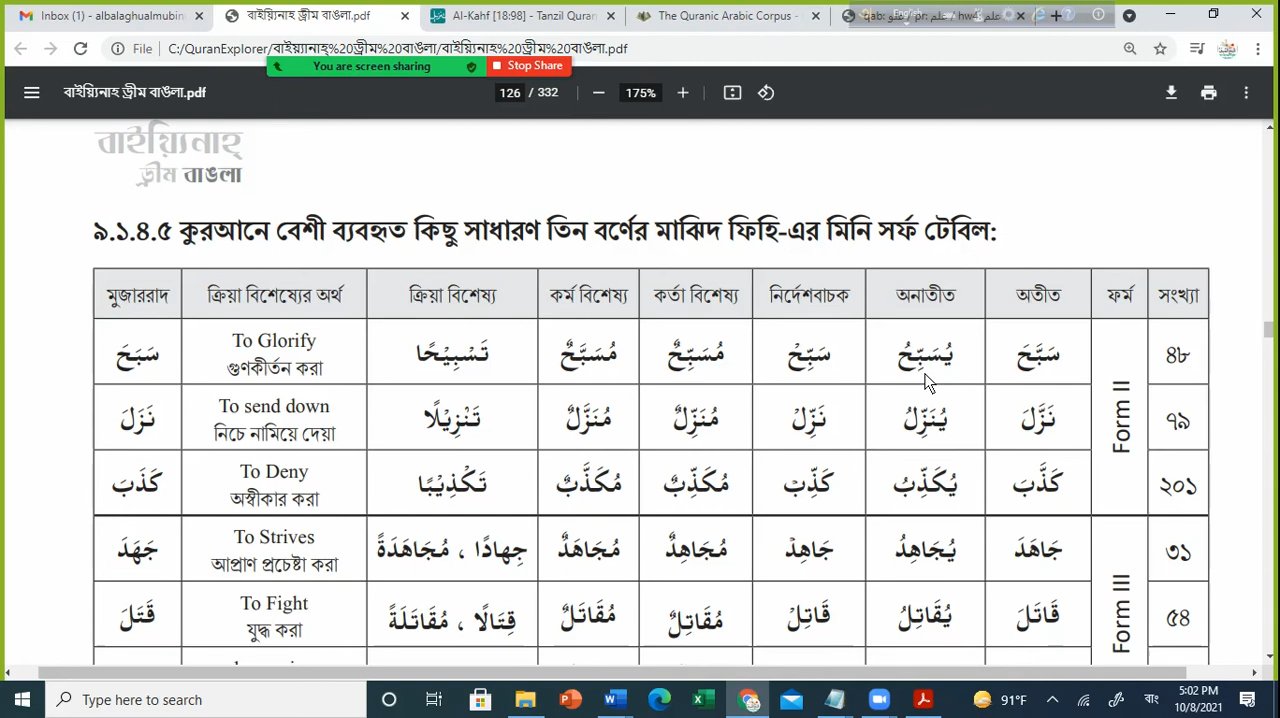 Inbox (1) - albalaghualmubin
বাইয়্যিনাহ ড্রীম বাঙলা.pdf
Al-Kahf [18:98] - Tanzil Quran
The Quranic Arabic Corpus -
English
File
C:/QuranExplorer/বাইয়্যিনাহ্%20ড্রীম%20বাঙলা/বাইয়্যিনাহ%20ড্রীম%20বাঙলা.pdf
You are screen sharing
Stop Share
বাইয়্যিনাহ ড্রীম বাঙলা.pdf
126 / 332
175%
বাইয়্যিনাহ্
ড্রীম বাঙলা
৯.১.৪.৫ কুরআনে বেশী ব্যবহৃত কিছু সাধারণ তিন বর্ণের মাঝিদ ফিহি-এর মিনি সর্ফ টেবিল:
মুজাররাদ ক্রিয়া বিশেষ্যের অর্থ ক্রিয়া বিশেষ্য কর্ম বিশেষ্য কর্তা বিশেষ্য নির্দেশবাচক অনাতীত অতীত ফর্ম সংখ্যা
سَبَحَ To Glorify تَسْبِيْحًا مُسَبَّحٌ مُسَبِّحٌ سَبِّحْ يُسَبِّحُ سَبَّحَ ৪৮
গুণকীর্তন করা
Form II
نَزَلَ To send down تَنْزِيْلًا مُنَزَّلٌ مُنَزِّلٌ نَزِّلْ يُنَزِّلُ نَزَّلَ ৭৯
নিচে নামিয়ে দেয়া
كَذَبَ To Deny تَكْذِيْبًا مُكَذَّبٌ مُكَذِّبٌ كَذِّبْ يُكَذِّبُ كَذَّبَ ২০১
অস্বীকার করা
جَهَدَ To Strives جِهادًا ، مُجَاهَدَةً مُجَاهَدٌ مُجَاهِدٌ جَاهِدْ يُجَاهِدُ جَاهَدَ ৩১
আপ্রাণ প্রচেষ্টা করা
Form III
قَتَلَ To Fight قِتَالًا ، مُقَاتَلَةً مُقَاتَلٌ مُقَاتِلٌ قَاتِلْ يُقَاتِلُ قَاتَلَ ৫৪
যুদ্ধ করা
Type here to search
91°F
বাং
5:02 PM
10/8/2021